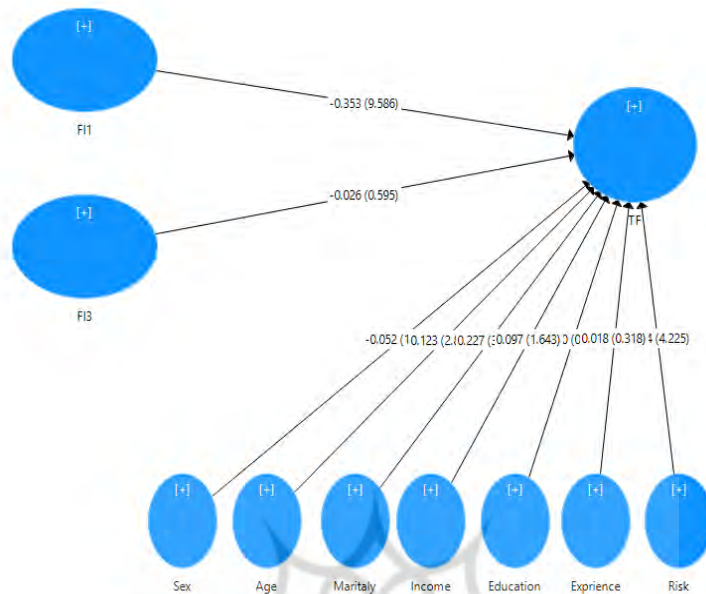 [+]
FI1
-0.353 (9.586)
[+]
TF
-0.026 (0.595)
[+]
FI3
-0.052 (1 0.123 (2. 0.227 (3 0.097 (1.643) 0.018 (0.318) (4.225)
[+] [+] [+] [+] [+] [+] [+]
Sex Age Maritaly Income Education Exprience Risk